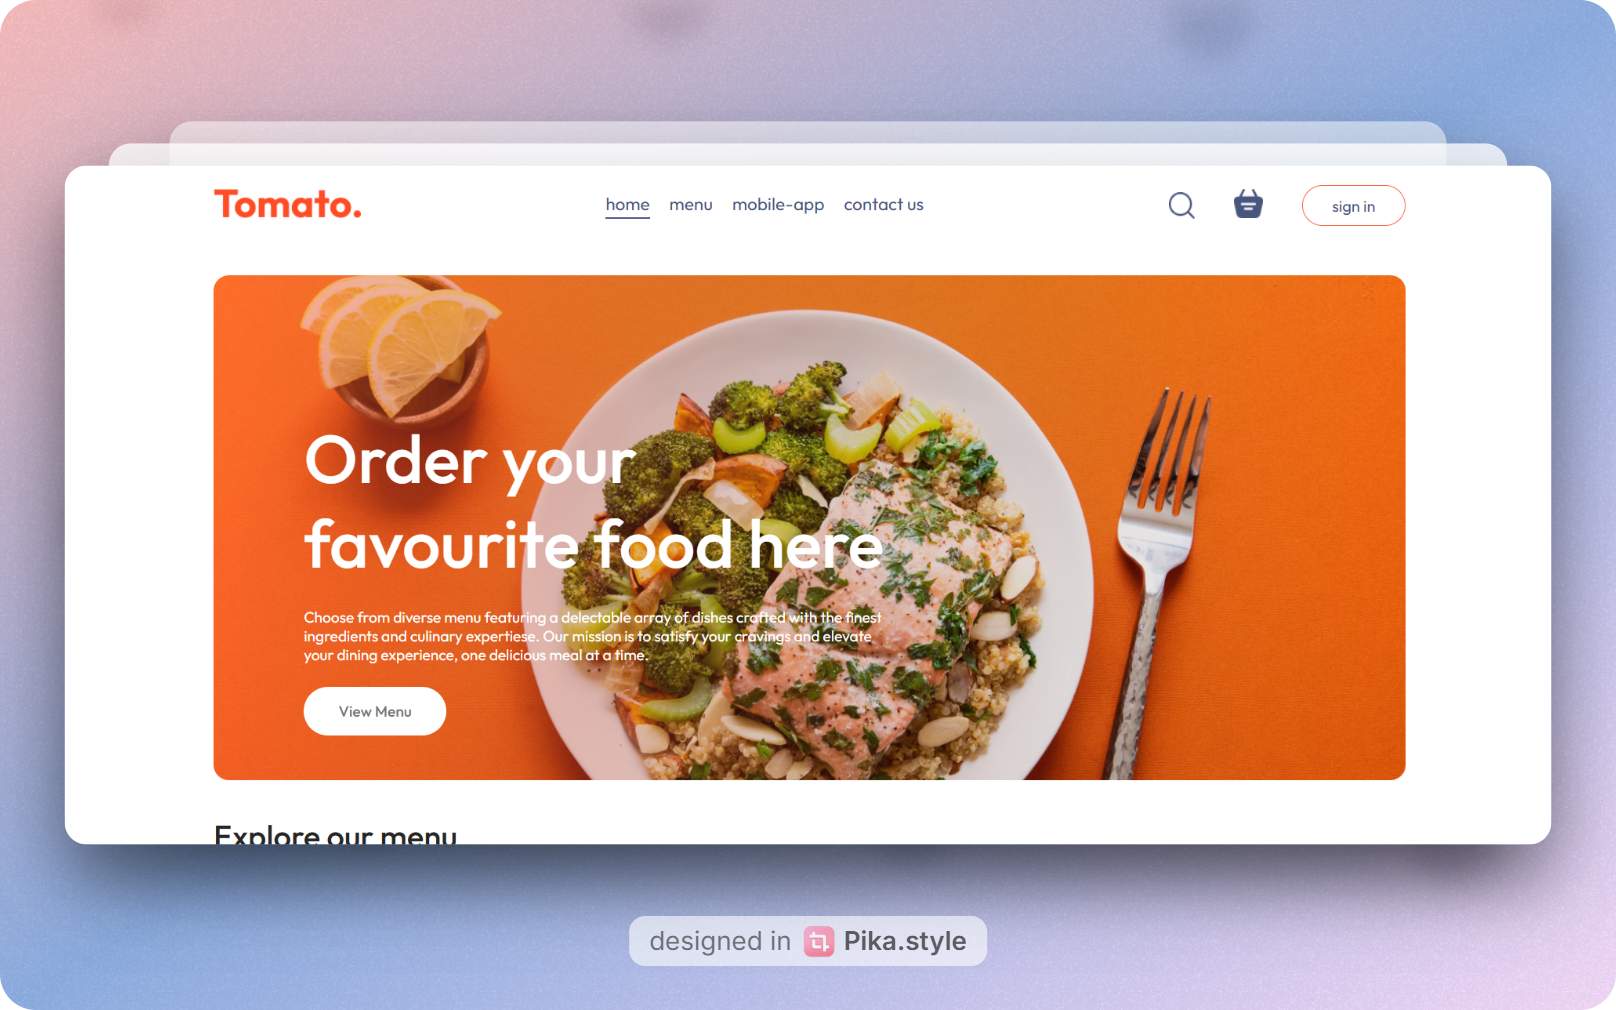 Tomato.
home menu mobile-app contact us
sign in
Order your
favourite food here
Choose from diverse menu featuring a delectable array of dishes crafted with the finest
ingredients and culinary expertiese. Our mission is to satisfy your cravings and elevate
your dining experience, one delicious meal at a time.
View Menu
Explore our menu
designed in Pika.style